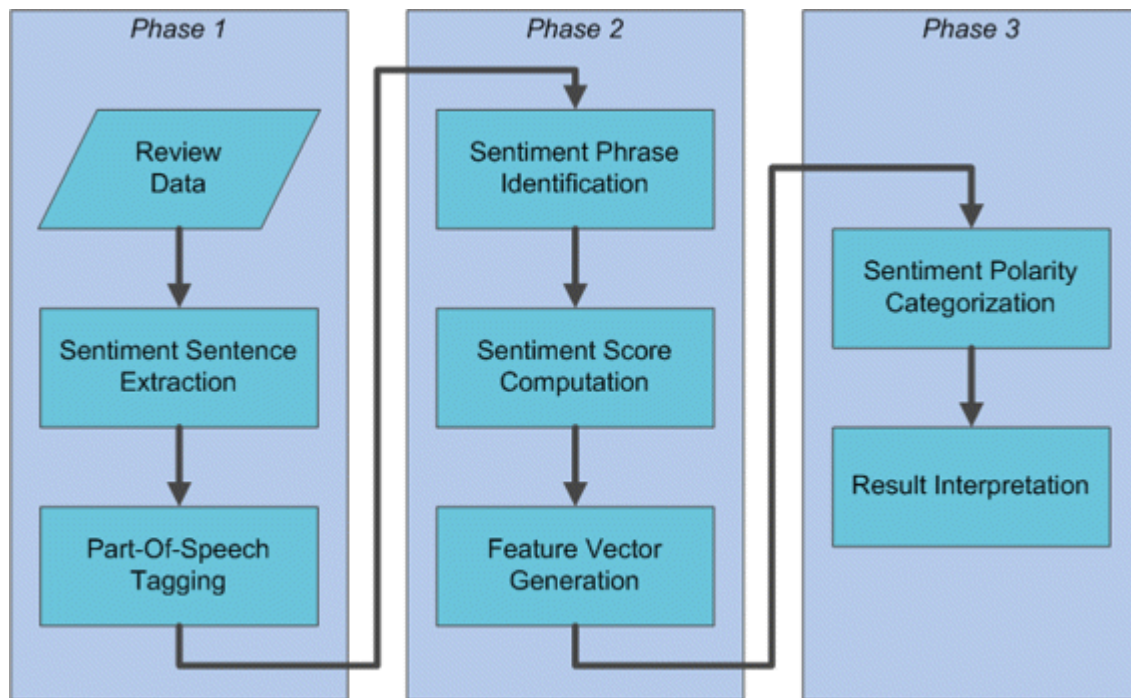 Phase 1
Review
Data
Sentiment Sentence
Extraction
Part-Of-Speech
Tagging
Phase 2
Sentiment Phrase
Identification
Sentiment Score
Computation
Feature Vector
Generation
Phase 3
Sentiment Polarity
Categorization
Result Interpretation